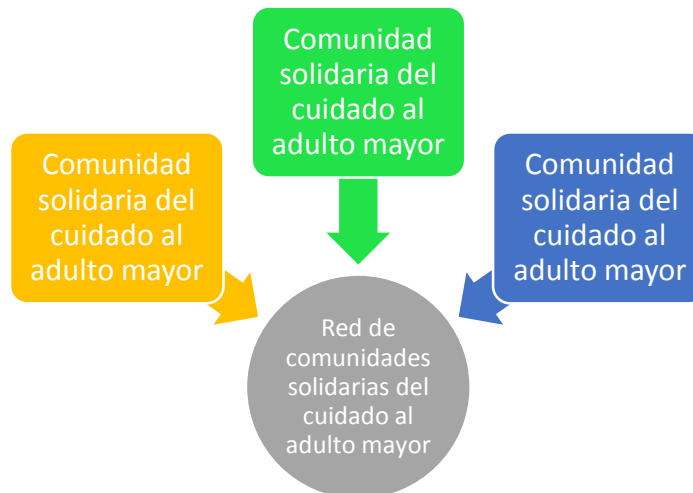 Comunidad
solidaria del
cuidado al
adulto mayor
Comunidad
solidaria del
cuidado al
adulto mayor
Comunidad
solidaria del
cuidado al
adulto mayor
Red de
comunidades
solidarias del
cuidado al
adulto mayor